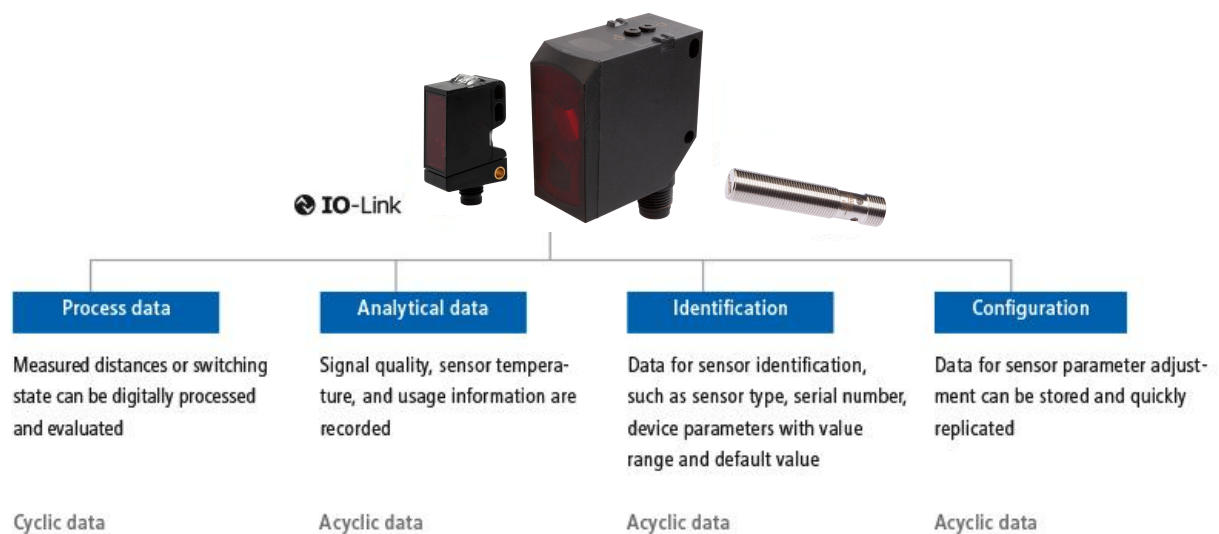 IO-Link
Process data
Measured distances or switching
state can be digitally processed
and evaluated
Cyclic data
Analytical data
Signal quality, sensor tempera-
ture, and usage information are
recorded
Acyclic data
Identification
Data for sensor identification,
such as sensor type, serial number,
device parameters with value
range and default value
Acyclic data
Configuration
Data for sensor parameter adjust-
ment can be stored and quickly
replicated
Acyclic data